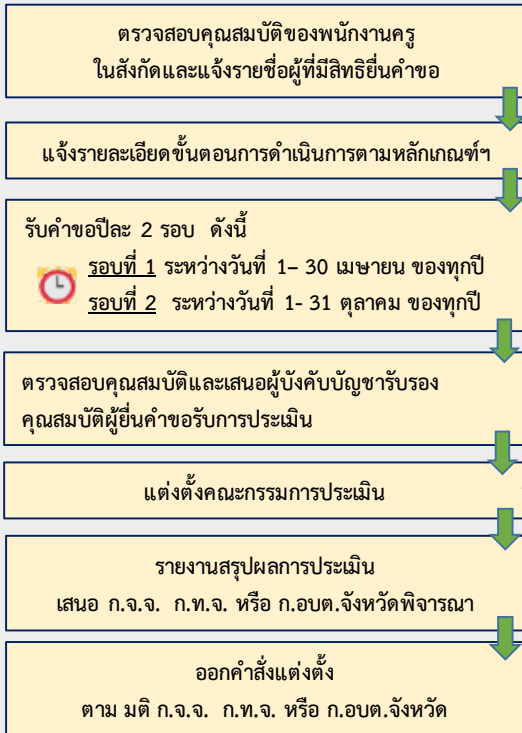 ตรวจสอบคุณสมบัติของพนักงานครู
ในสังกัดและแจ้งรายชื่อผู้ที่มีสิทธิยื่นคำขอ
แจ้งรายละเอียดขั้นตอนการดำเนินการตามหลักเกณฑ์ฯ
รับคำขอปีละ 2 รอบ ดังนี้
รอบที่ 1 ระหว่างวันที่ 1– 30 เมษายน ของทุกปี
รอบที่ 2 ระหว่างวันที่ 1- 31 ตุลาคม ของทุกปี
ตรวจสอบคุณสมบัติและเสนอผู้บังคับบัญชารับรอง
คุณสมบัติผู้ยื่นคำขอรับการประเมิน
แต่งตั้งคณะกรรมการประเมิน
รายงานสรุปผลการประเมิน
เสนอ ก.จ.จ. ก.ท.จ. หรือ ก.อบต.จังหวัดพิจารณา
ออกคำสั่งแต่งตั้ง
ตาม มติ ก.จ.จ. ก.ท.จ. หรือ ก.อบต.จังหวัด